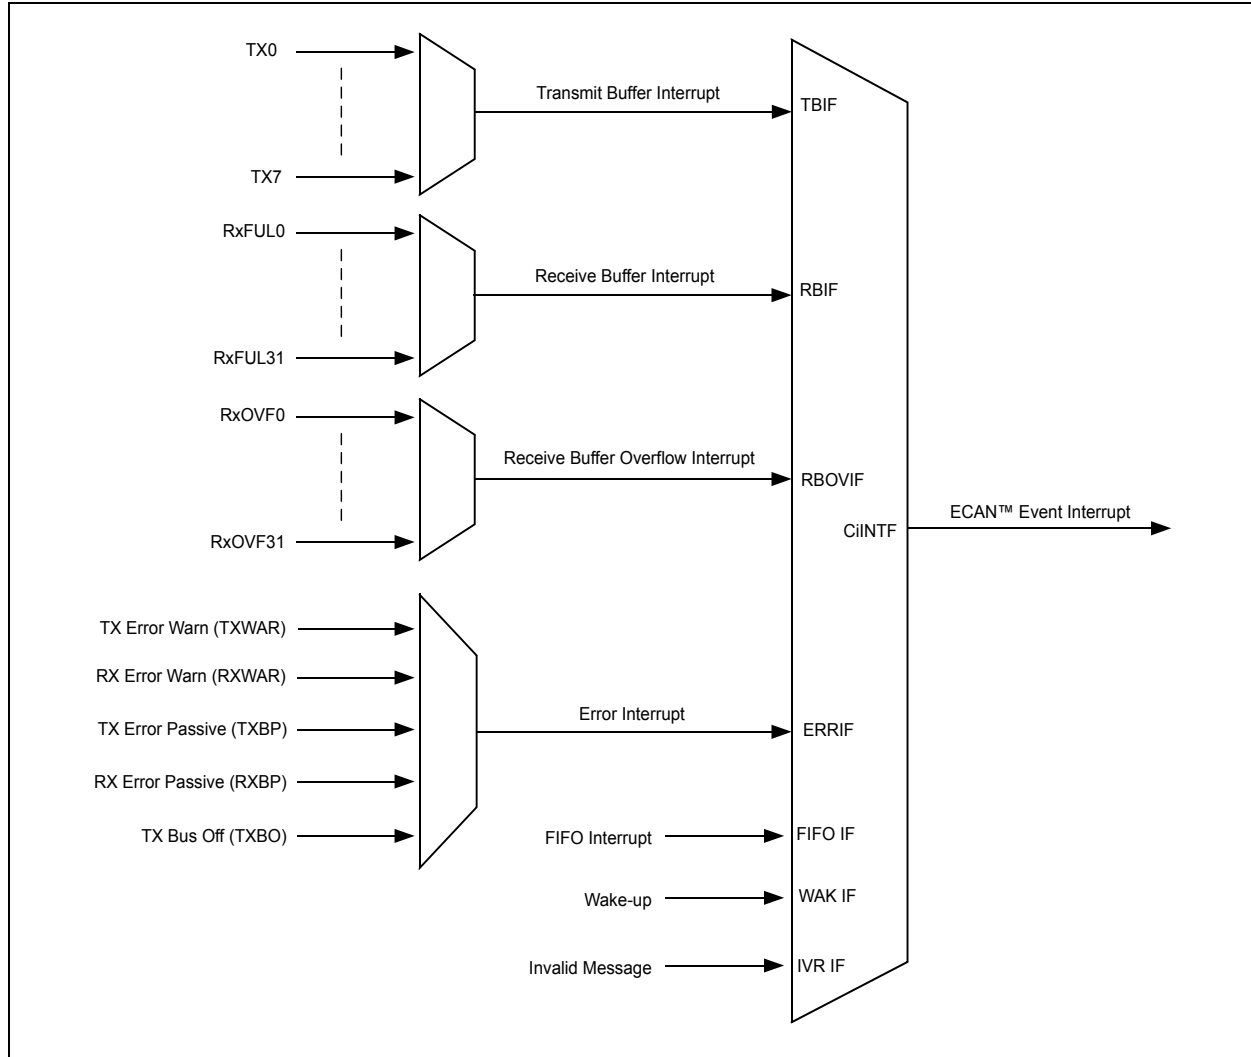 TX0
Transmit Buffer Interrupt
TBIF
TX7
RxFUL0
Receive Buffer Interrupt
RBIF
RxFUL31
RxOVF0
Receive Buffer Overflow Interrupt
RBOVIF
CiINTF
ECAN™ Event Interrupt
RxOVF31
TX Error Warn (TXWAR)
RX Error Warn (RXWAR)
TX Error Passive (TXBP)
Error Interrupt
ERRIF
RX Error Passive (RXBP)
TX Bus Off (TXBO)
FIFO Interrupt
FIFO IF
Wake-up
WAK IF
Invalid Message
IVR IF